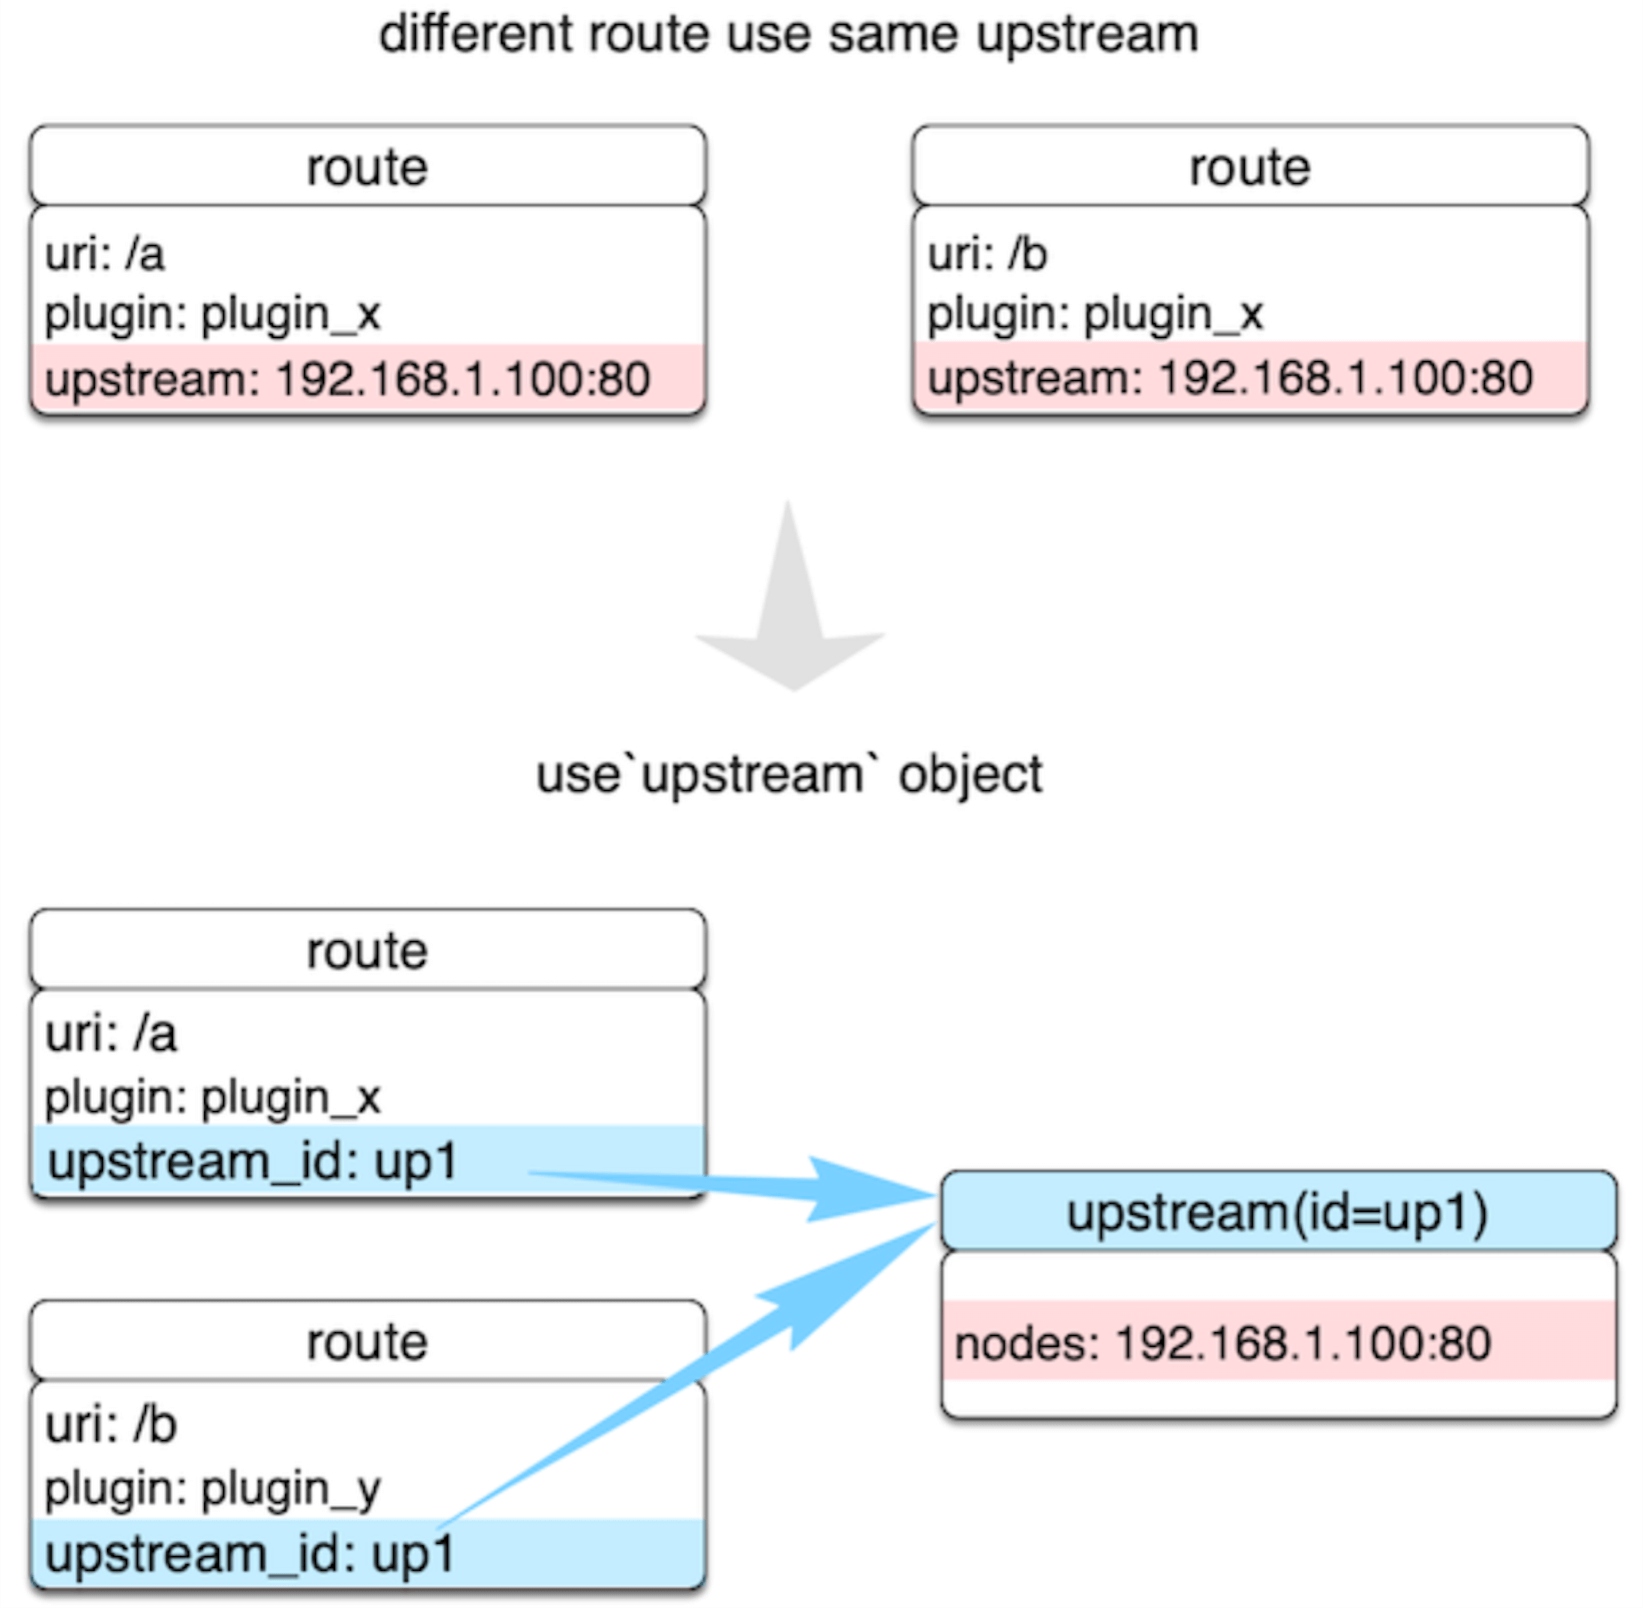 different route use same upstream
route
uri: /a
plugin: plugin_x
upstream: 192.168.1.100:80
route
uri: /b
plugin: plugin_x
upstream: 192.168.1.100:80
use`upstream` object
route
uri: /a
plugin: plugin_x
upstream_id: up1
route
uri: /b
plugin: plugin_y
upstream_id: up1
upstream(id=up1)
nodes: 192.168.1.100:80